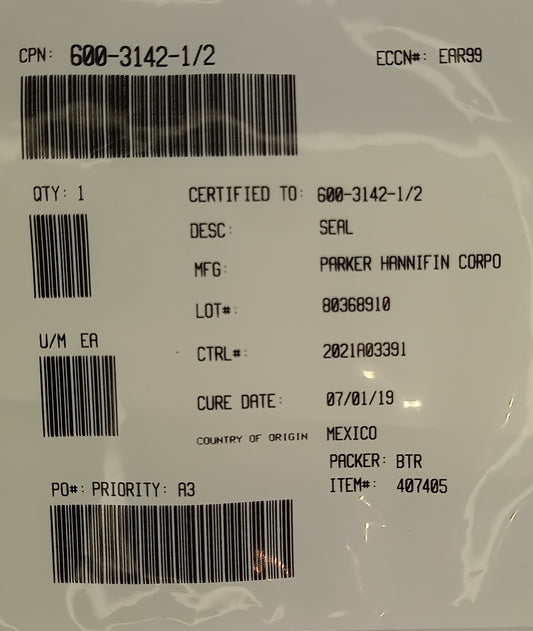 CPN: 600-3142-1/2 ECCN#: EAR99
QTY: 1 CERTIFIED TO: 600-3142-1/2
DESC: SEAL
MFG: PARKER HANNIFIN CORPO
LOT#: 80368910
U/M EA CTRL#: 2021A03391
CURE DATE: 07/01/19
COUNTRY OF ORIGIN MEXICO
PACKER: BTR
PO#: PRIORITY: A3 ITEM#: 407405